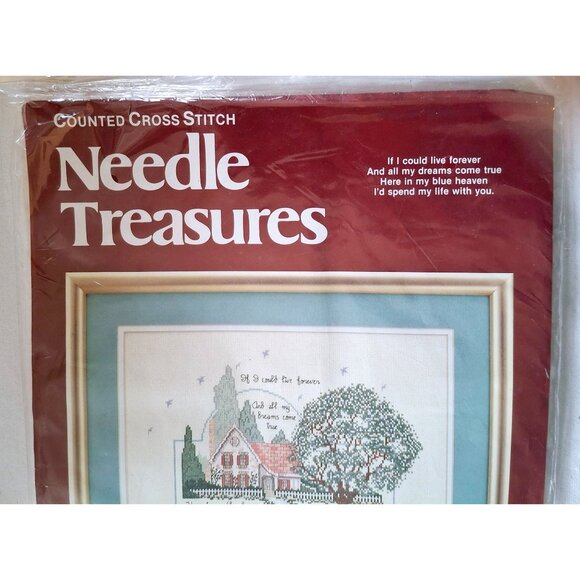 COUNTED CROSS STITCH
Needle
Treasures
If I could live forever
And all my dreams come true
Here in my blue heaven
I'd spend my life with you.
If I could live forever
And all my
dreams come
true